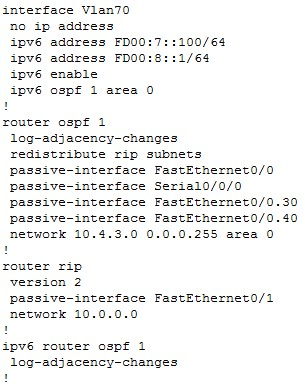 interface Vlan70
 no ip address
 ipv6 address FD00:7::100/64
 ipv6 address FD00:8::1/64
 ipv6 enable
 ipv6 ospf 1 area 0
!
router ospf 1
 log-adjacency-changes
 redistribute rip subnets
 passive-interface FastEthernet0/0
 passive-interface Serial0/0/0
 passive-interface FastEthernet0/0.30
 passive-interface FastEthernet0/0.40
 network 10.4.3.0 0.0.0.255 area 0
!
router rip
 version 2
 passive-interface FastEthernet0/1
 network 10.0.0.0
!
ipv6 router ospf 1
 log-adjacency-changes
!